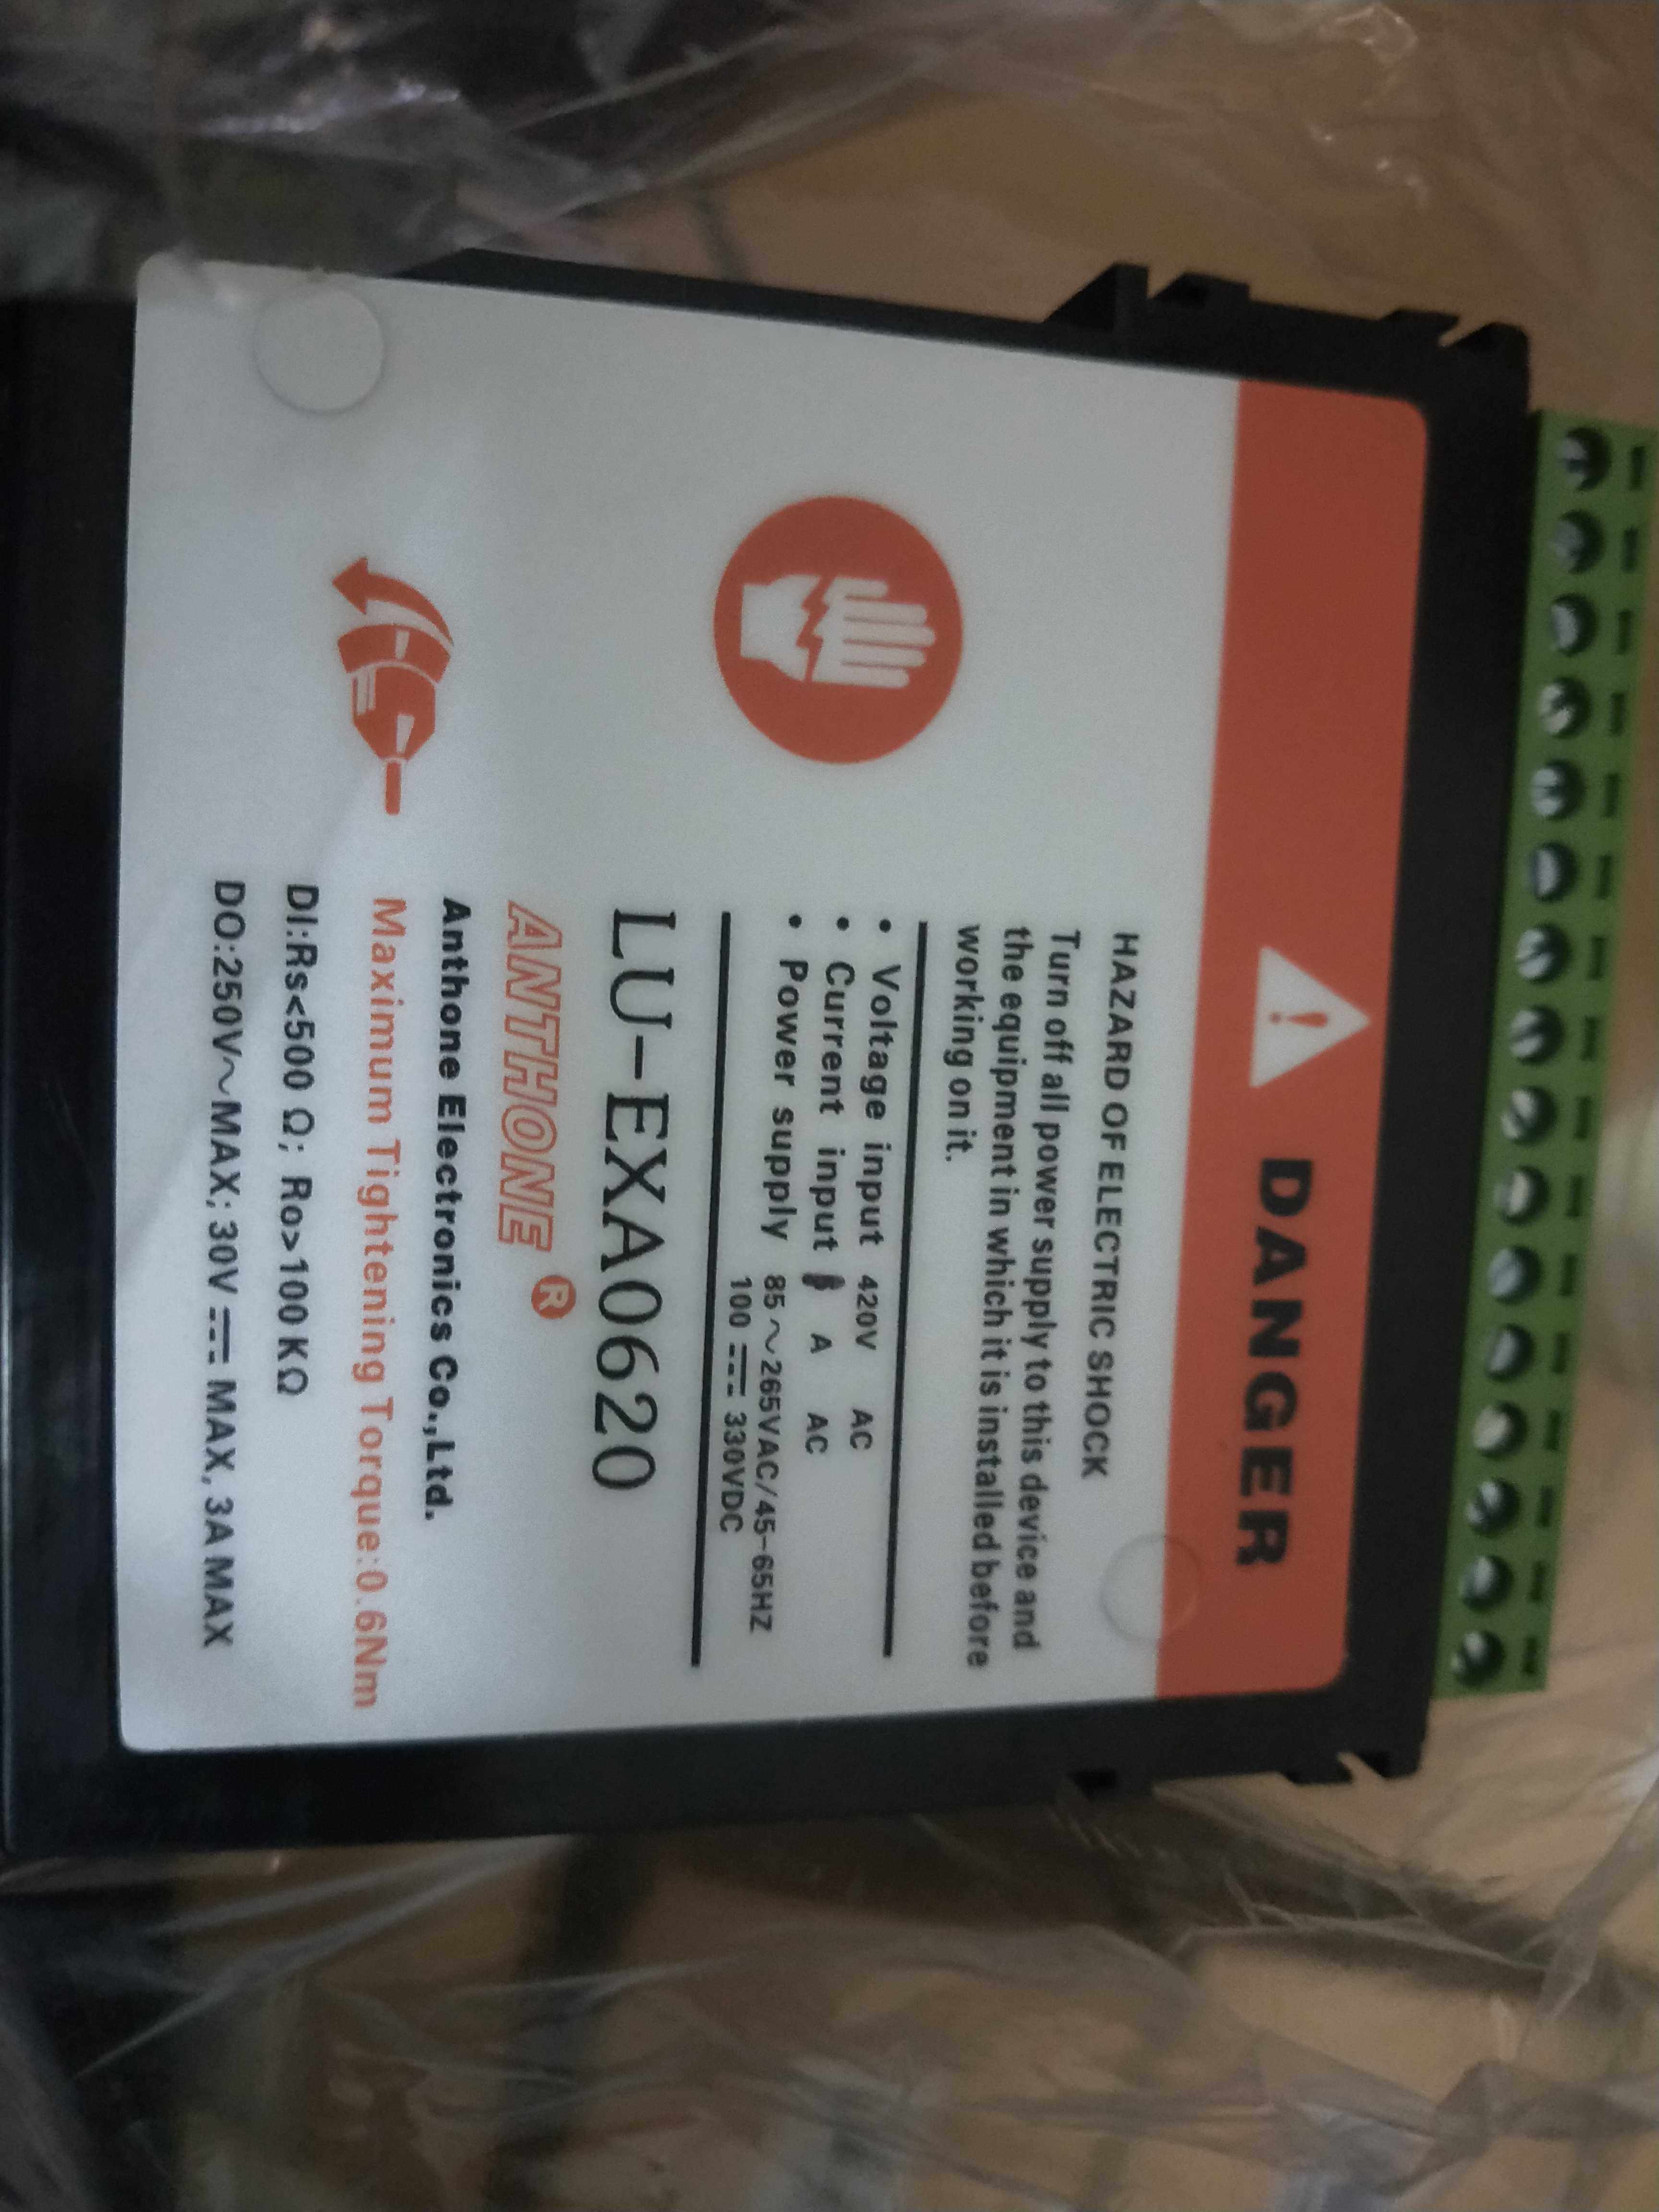 DANGER
HAZARD OF ELECTRIC SHOCK
Turn off all power supply to this device and
the equipment in which it is installed before
working on it.
• Voltage input 420V AC
• Current input A AC
• Power supply 85~265VAC/45-65HZ
100⎓330VDC
LU-EXA0620
ANTHONE®
Anthone Electronics Co.,Ltd.
Maximum Tightening Torque:0.6Nm
DI:Rs<500 Ω; Ro>100 KΩ
DO:250V~MAX; 30V⎓MAX, 3A MAX